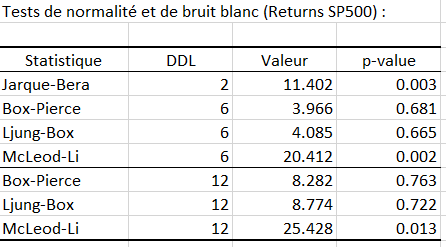 Tests de normalité et de bruit blanc (Returns SP500) :
Statistique DDL Valeur p-value
Jarque-Bera 2 11.402 0.003
Box-Pierce 6 3.966 0.681
Ljung-Box 6 4.085 0.665
McLeod-Li 6 20.412 0.002
Box-Pierce 12 8.282 0.763
Ljung-Box 12 8.774 0.722
McLeod-Li 12 25.428 0.013